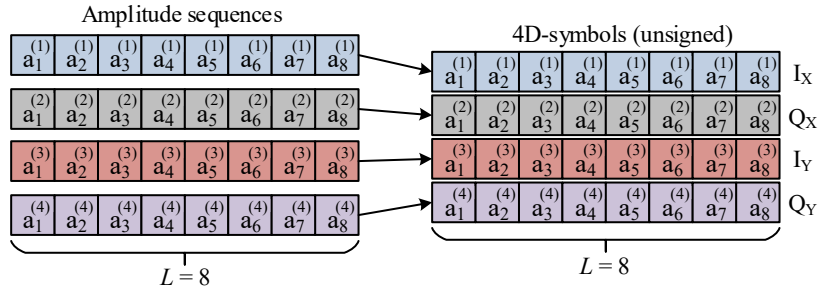 Amplitude sequences
a₁⁽¹⁾ a₂⁽¹⁾ a₃⁽¹⁾ a₄⁽¹⁾ a₅⁽¹⁾ a₆⁽¹⁾ a₇⁽¹⁾ a₈⁽¹⁾
a₁⁽²⁾ a₂⁽²⁾ a₃⁽²⁾ a₄⁽²⁾ a₅⁽²⁾ a₆⁽²⁾ a₇⁽²⁾ a₈⁽²⁾
a₁⁽³⁾ a₂⁽³⁾ a₃⁽³⁾ a₄⁽³⁾ a₅⁽³⁾ a₆⁽³⁾ a₇⁽³⁾ a₈⁽³⁾
a₁⁽⁴⁾ a₂⁽⁴⁾ a₃⁽⁴⁾ a₄⁽⁴⁾ a₅⁽⁴⁾ a₆⁽⁴⁾ a₇⁽⁴⁾ a₈⁽⁴⁾
L = 8
4D-symbols (unsigned)
a₁⁽¹⁾ a₂⁽¹⁾ a₃⁽¹⁾ a₄⁽¹⁾ a₅⁽¹⁾ a₆⁽¹⁾ a₇⁽¹⁾ a₈⁽¹⁾ I_X
a₁⁽²⁾ a₂⁽²⁾ a₃⁽²⁾ a₄⁽²⁾ a₅⁽²⁾ a₆⁽²⁾ a₇⁽²⁾ a₈⁽²⁾ Q_X
a₁⁽³⁾ a₂⁽³⁾ a₃⁽³⁾ a₄⁽³⁾ a₅⁽³⁾ a₆⁽³⁾ a₇⁽³⁾ a₈⁽³⁾ I_Y
a₁⁽⁴⁾ a₂⁽⁴⁾ a₃⁽⁴⁾ a₄⁽⁴⁾ a₅⁽⁴⁾ a₆⁽⁴⁾ a₇⁽⁴⁾ a₈⁽⁴⁾ Q_Y
L = 8